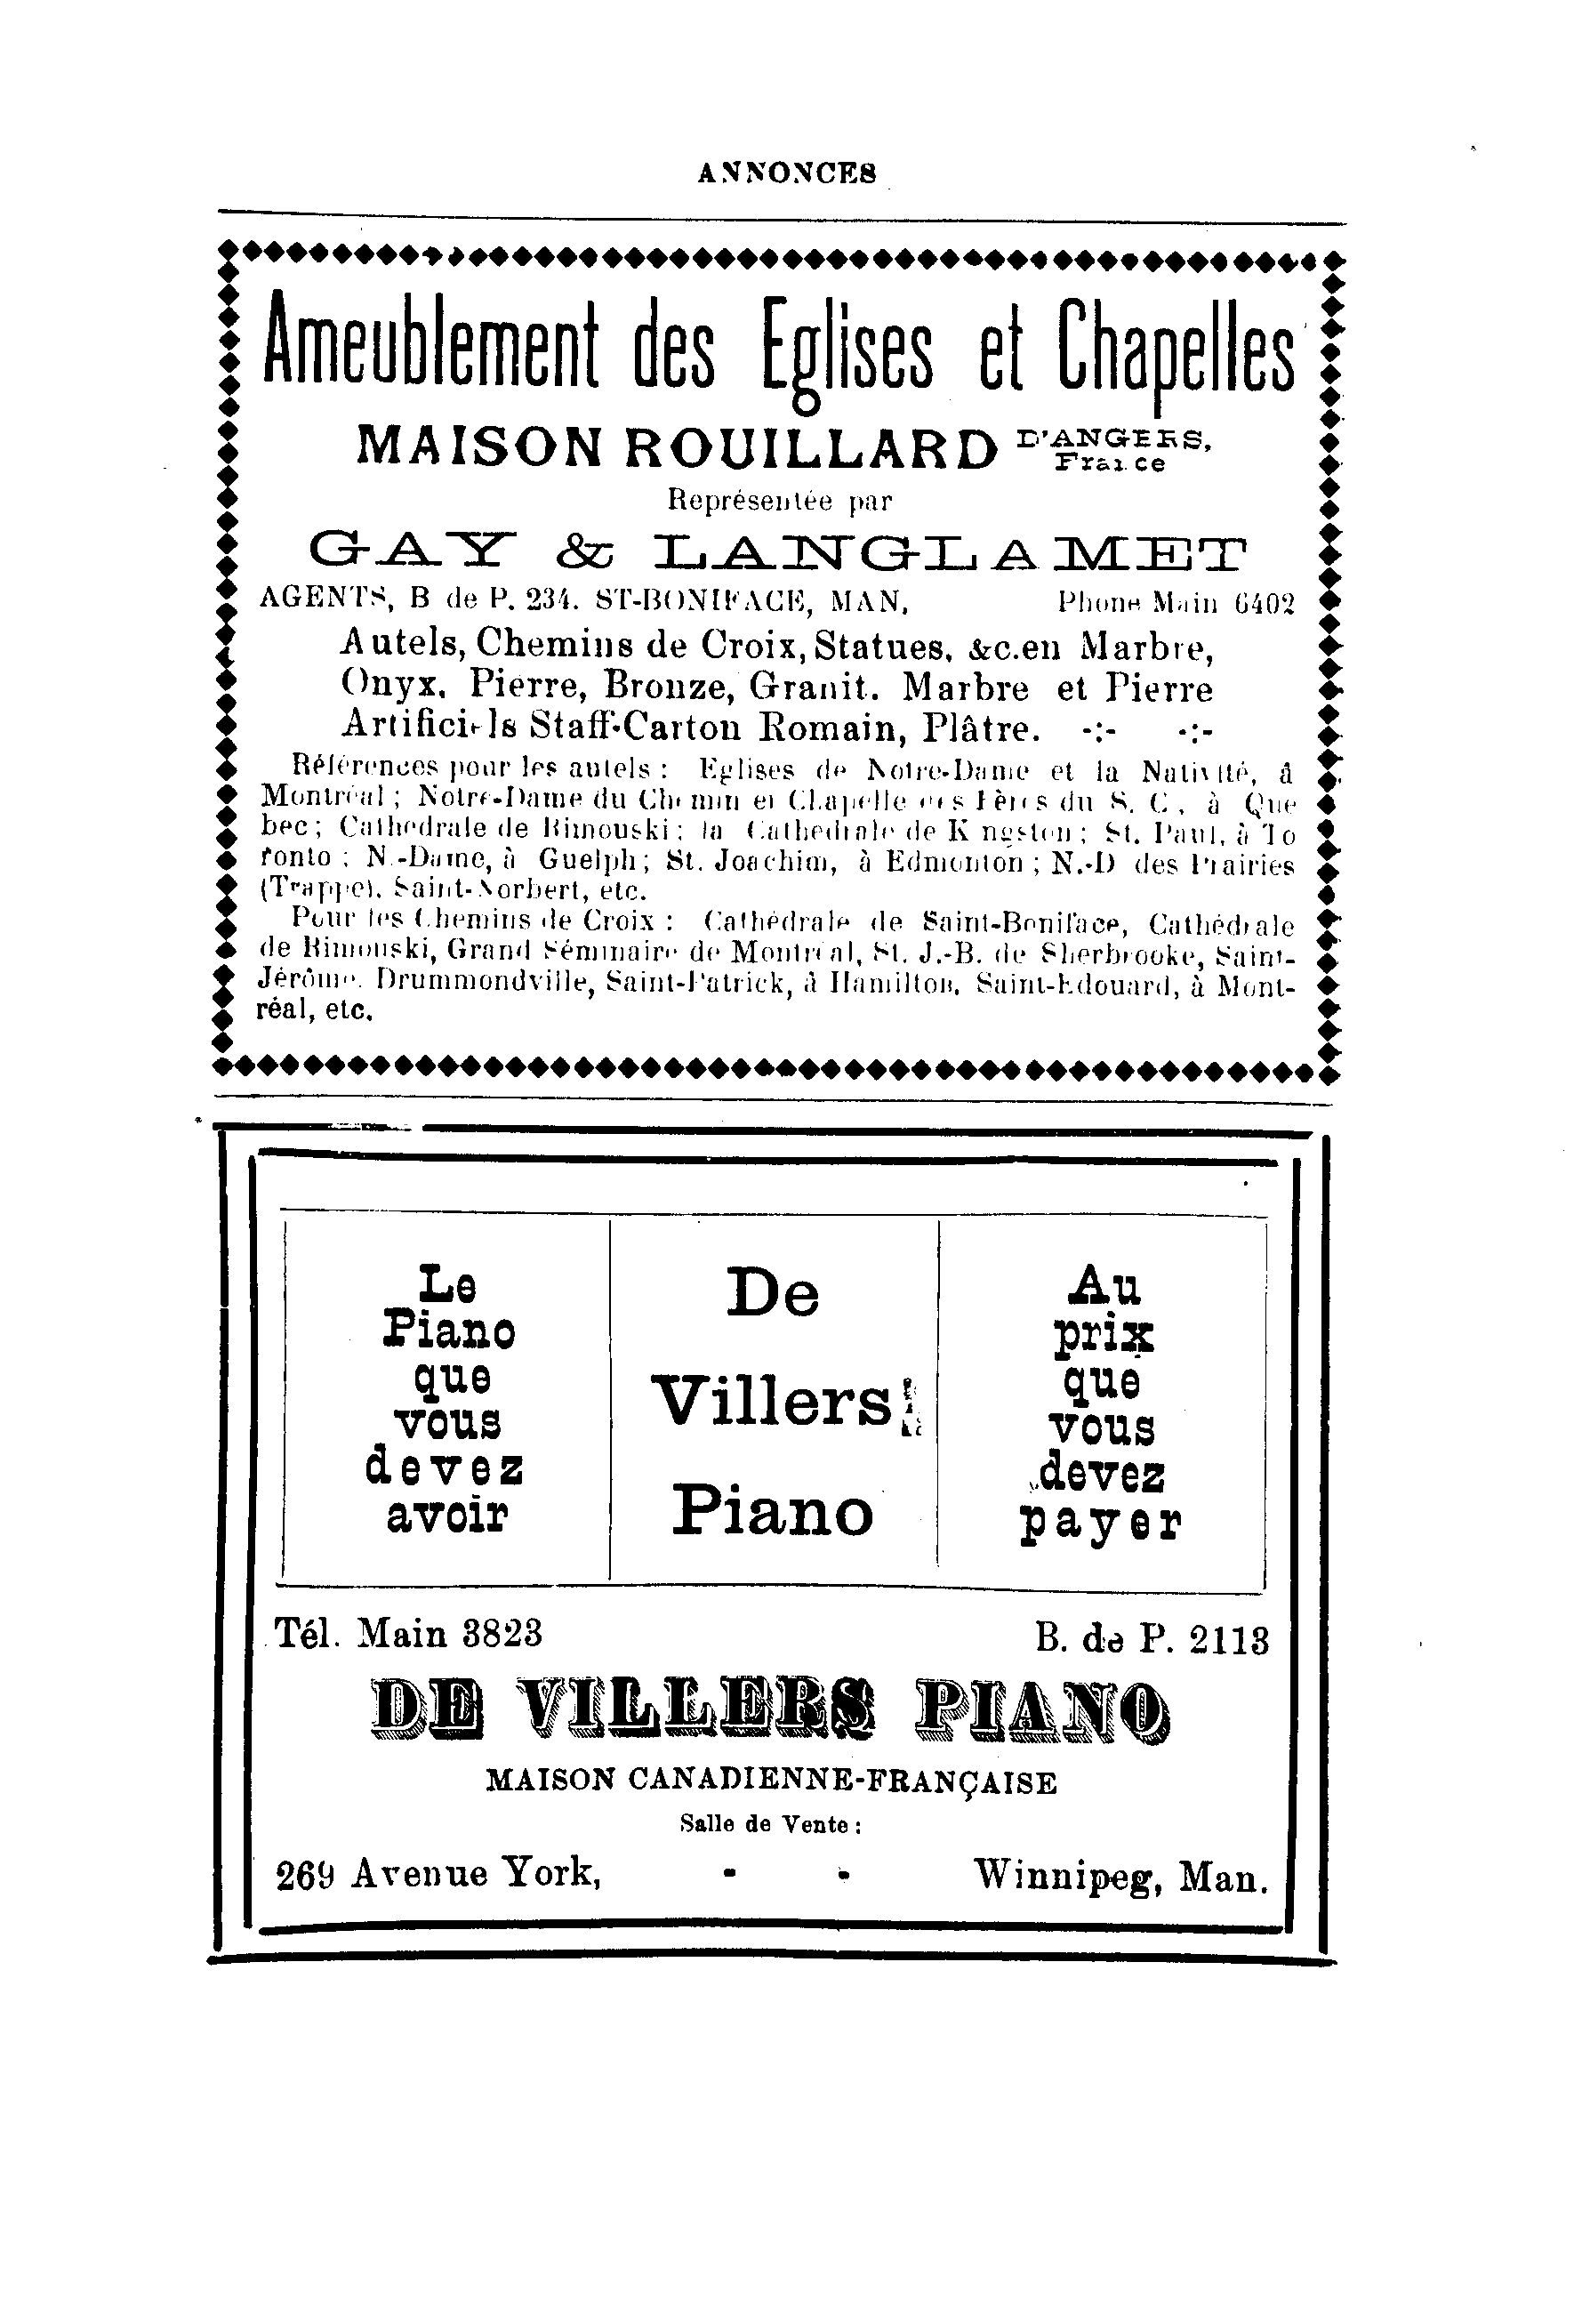 ANNONCES
Ameublement des Eglises et Chapelles
MAISON ROUILLARD D'ANGERS, France
Représentée par
GAY & LANGLAMET
AGENTS, B de P. 234. ST-BONIFACE, MAN, Phone Main 6402
Autels, Chemins de Croix, Statues, &c. en Marbre,
Onyx, Pierre, Bronze, Granit. Marbre et Pierre
Artificiels Staff-Carton Romain, Plâtre. -:- -:-
Références pour les autels : Eglises de Notre-Dame et la Nativité, à
Montréal ; Notre-Dame du Chemin et Chapelle des Pères du S. C, à Que
bec ; Cathedrale de Rimouski ; la Cathedrale de Kingston ; St. Paul, à To
ronto ; N.-Dame, à Guelph ; St. Joachim, à Edmonton ; N.-D des Prairies
(Trappe), Saint-Norbert, etc.
Pour les Chemins de Croix : Cathédrale de Saint-Boniface, Cathédrale
de Rimouski, Grand Séminaire de Montréal, St. J.-B. de Sherbrooke, Saint-
Jérôme, Drummondville, Saint-Patrick, à Hamilton, Saint-Edouard, à Mont-
réal, etc.
Le
Piano
que
vous
devez
avoir
De
Villers
Piano
Au
prix
que
vous
devez
payer
Tél. Main 3823 B. de P. 2113
DE VILLERS PIANO
MAISON CANADIENNE-FRANÇAISE
Salle de Vente :
269 Avenue York, - - Winnipeg, Man.